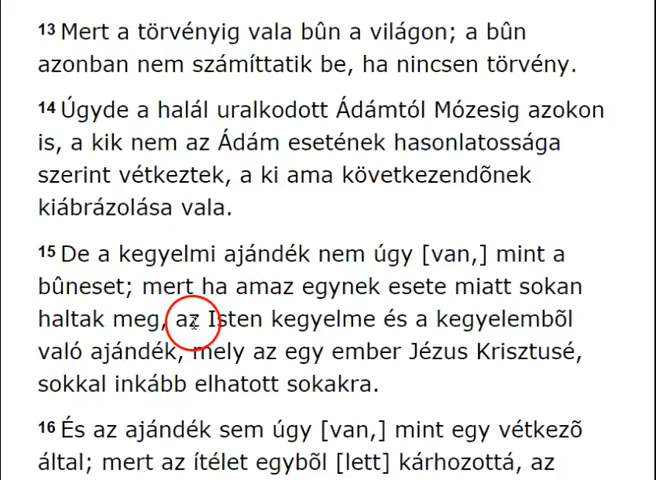 13 Mert a törvényig vala bûn a világon; a bûn
azonban nem számíttatik be, ha nincsen törvény.
14 Úgyde a halál uralkodott Ádámtól Mózesig azokon
is, a kik nem az Ádám esetének hasonlatossága
szerint vétkeztek, a ki ama következendõnek
kiábrázolása vala.
15 De a kegyelmi ajándék nem úgy [van,] mint a
bûneset; mert ha amaz egynek esete miatt sokan
haltak meg, az Isten kegyelme és a kegyelembõl
való ajándék, mely az egy ember Jézus Krisztusé,
sokkal inkább elhatott sokakra.
16 És az ajándék sem úgy [van,] mint egy vétkezõ
által; mert az ítélet egybõl [lett] kárhozottá, az